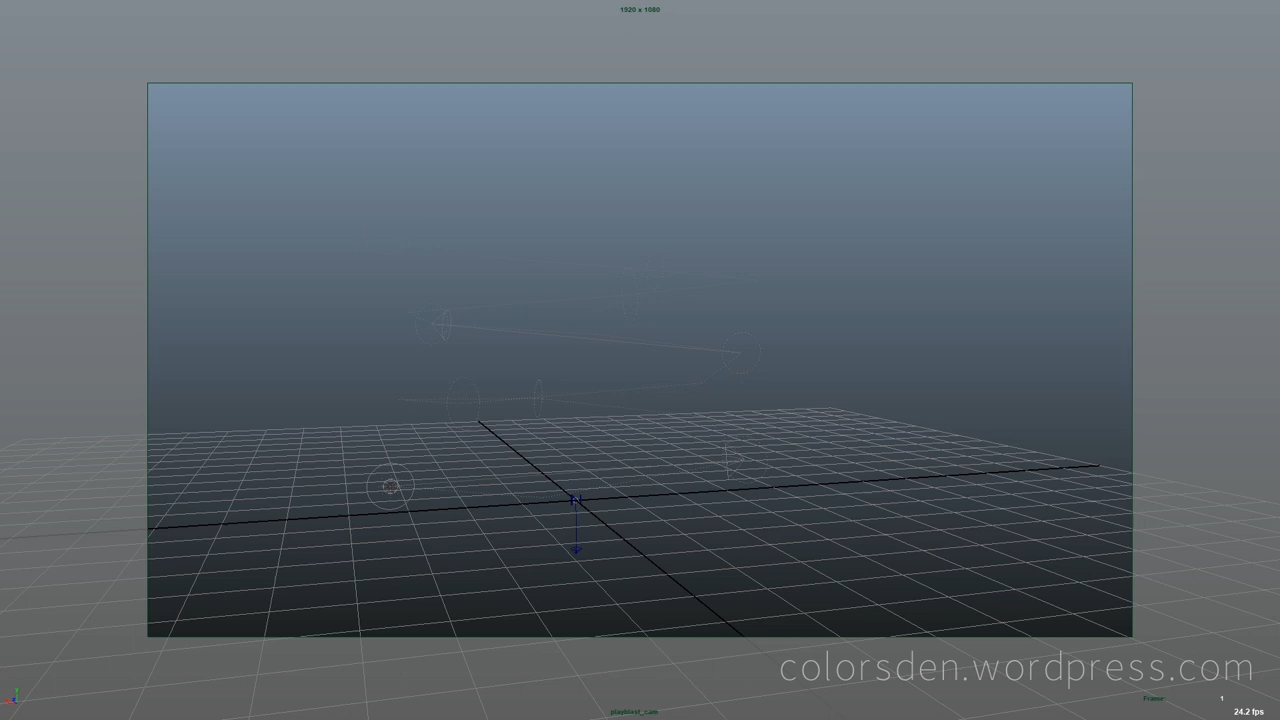 1920 x 1080
colorsden.wordpress.com
Frame: 1
playblast_cam
24.2 fps